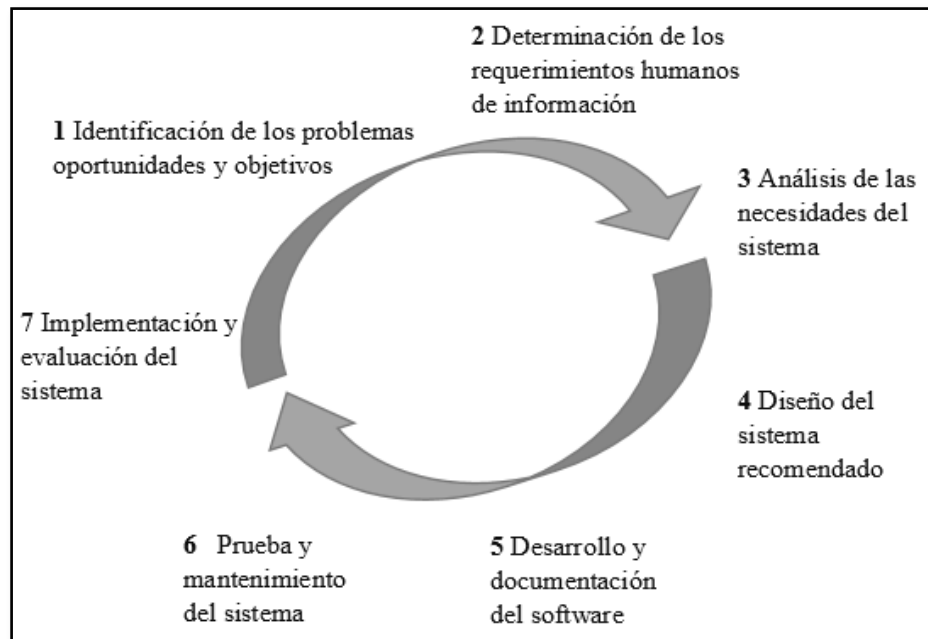 1 Identificación de los problemas
oportunidades y objetivos
2 Determinación de los
requerimientos humanos
de información
3 Análisis de las
necesidades del
sistema
4 Diseño del
sistema
recomendado
5 Desarrollo y
documentación
del software
6 Prueba y
mantenimiento
del sistema
7 Implementación y
evaluación del
sistema